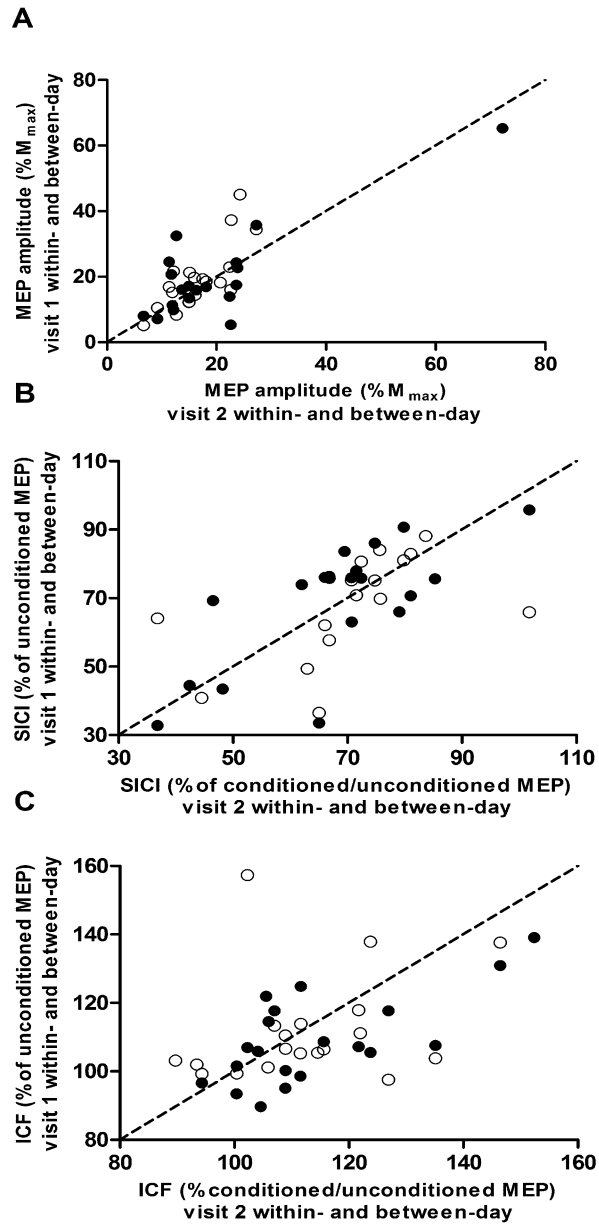 A
MEP amplitude (% Mmax)
visit 1 within- and between-day
80
60
40
20
0
0 20 40 60 80
MEP amplitude (% Mmax)
visit 2 within- and between-day
B
SICI (% of unconditioned MEP)
visit 1 within- and between-day
110
90
70
50
30
30 50 70 90 110
SICI (% of conditioned/unconditioned MEP)
visit 2 within- and between-day
C
ICF (% of unconditioned MEP)
visit 1 within- and between-day
160
140
120
100
80
80 100 120 140 160
ICF (% conditioned/unconditioned MEP)
visit 2 within- and between-day